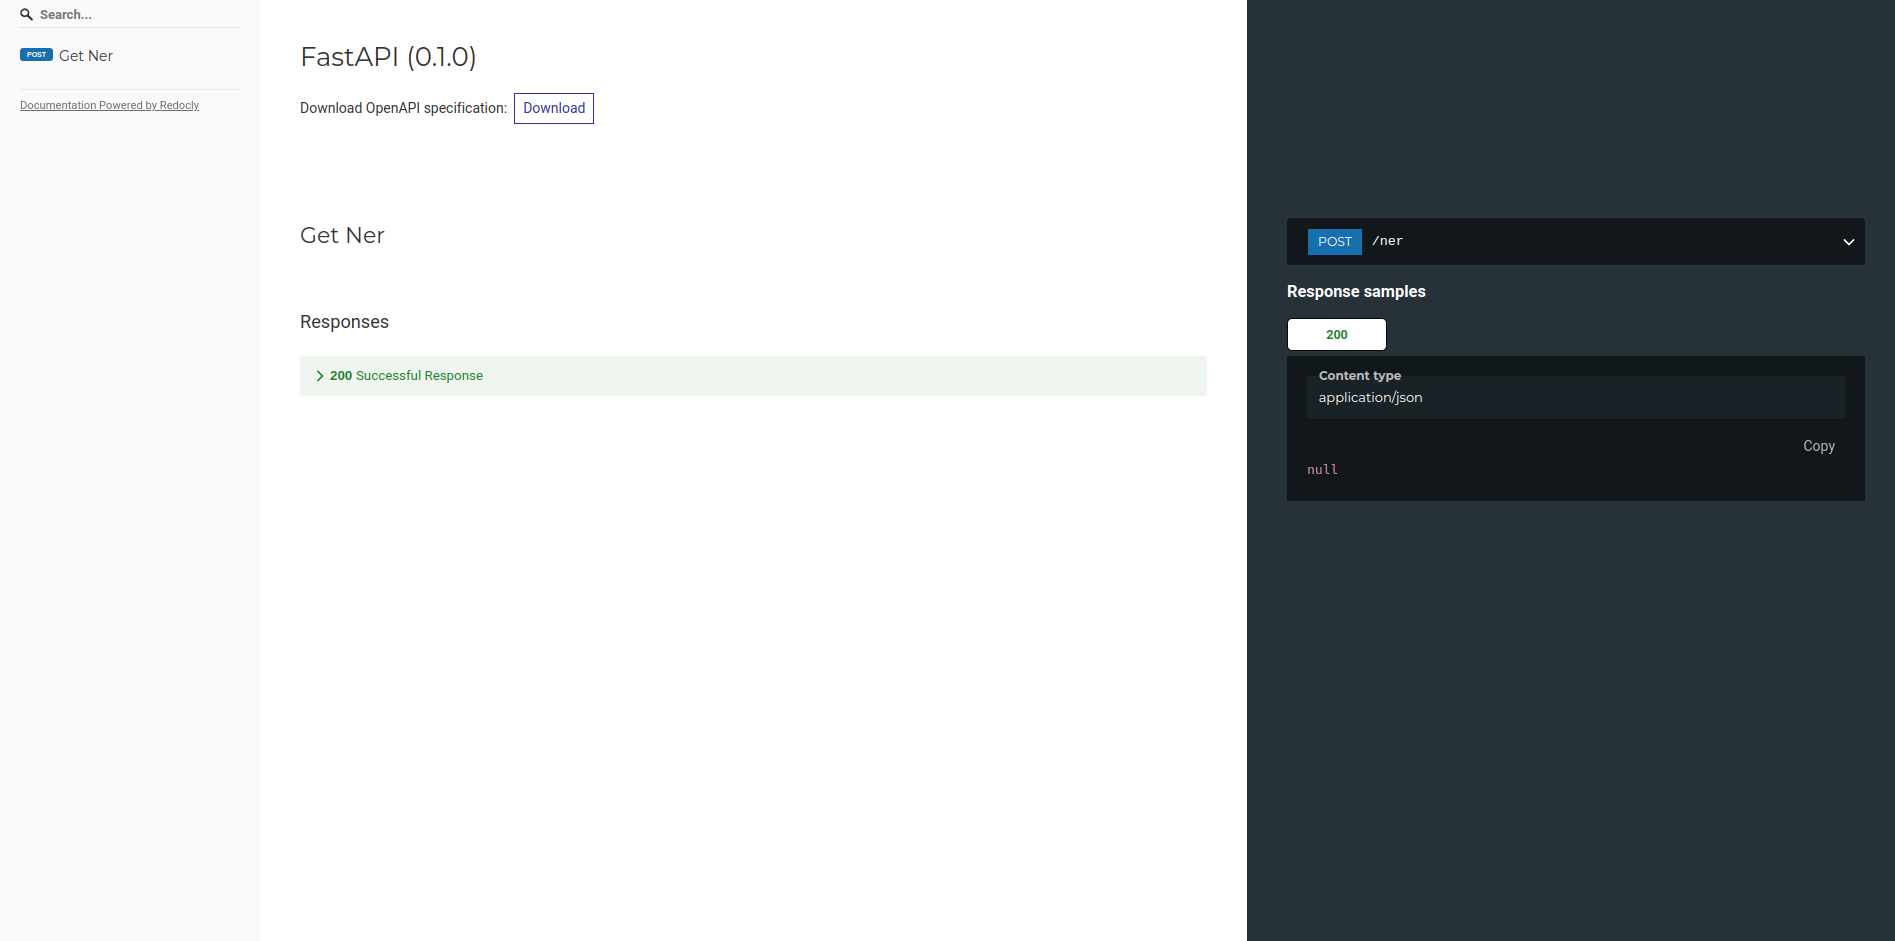 Search...
POST Get Ner
Documentation Powered by Redocly
FastAPI (0.1.0)
Download OpenAPI specification: Download
Get Ner
Responses
200 Successful Response
POST /ner
Response samples
200
Content type
application/json
Copy
null